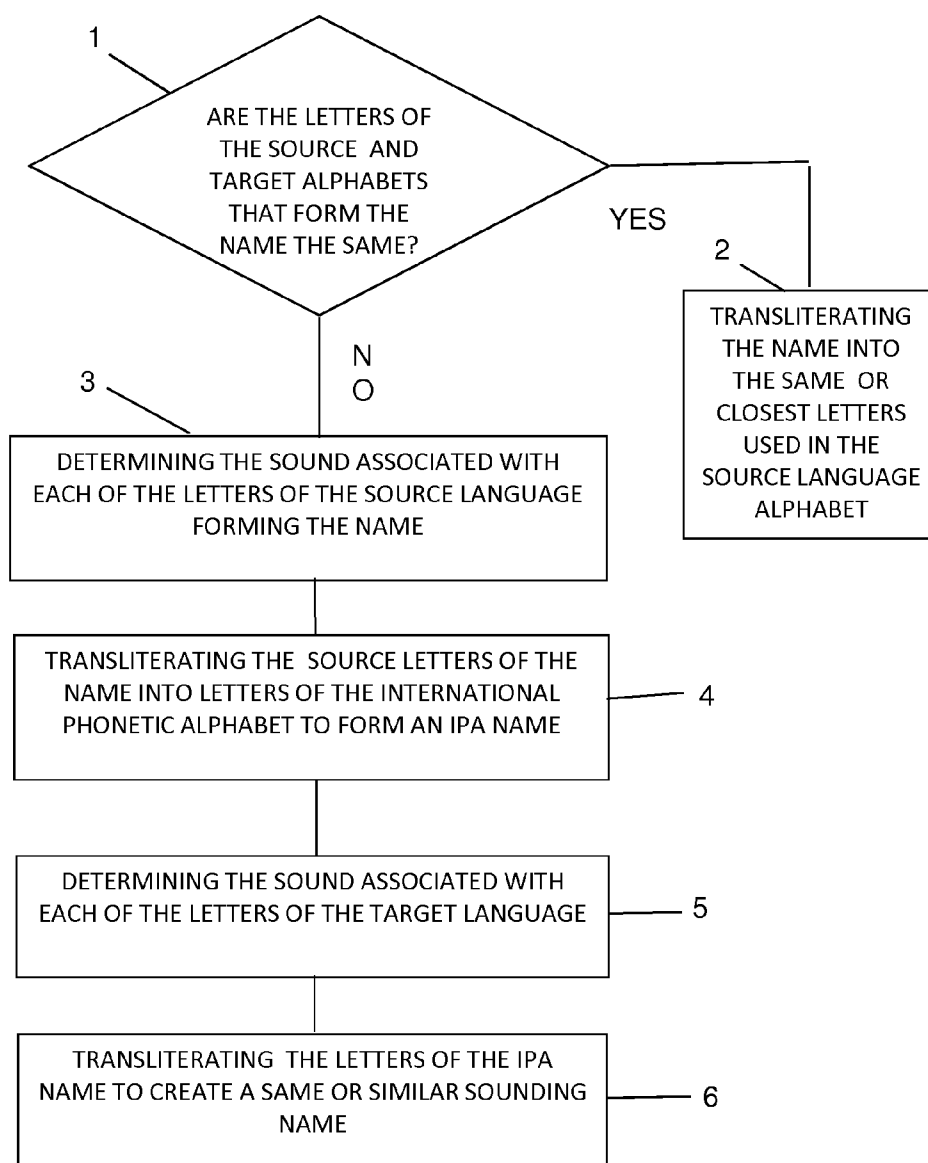 1
ARE THE LETTERS OF
THE SOURCE AND
TARGET ALPHABETS
THAT FORM THE
NAME THE SAME?
YES
2
TRANSLITERATING
THE NAME INTO
THE SAME OR
CLOSEST LETTERS
USED IN THE
SOURCE LANGUAGE
ALPHABET
N
O
3
DETERMINING THE SOUND ASSOCIATED WITH
EACH OF THE LETTERS OF THE SOURCE LANGUAGE
FORMING THE NAME
TRANSLITERATING THE SOURCE LETTERS OF THE
NAME INTO LETTERS OF THE INTERNATIONAL
PHONETIC ALPHABET TO FORM AN IPA NAME
4
DETERMINING THE SOUND ASSOCIATED WITH
EACH OF THE LETTERS OF THE TARGET LANGUAGE
5
TRANSLITERATING THE LETTERS OF THE IPA
NAME TO CREATE A SAME OR SIMILAR SOUNDING
NAME
6